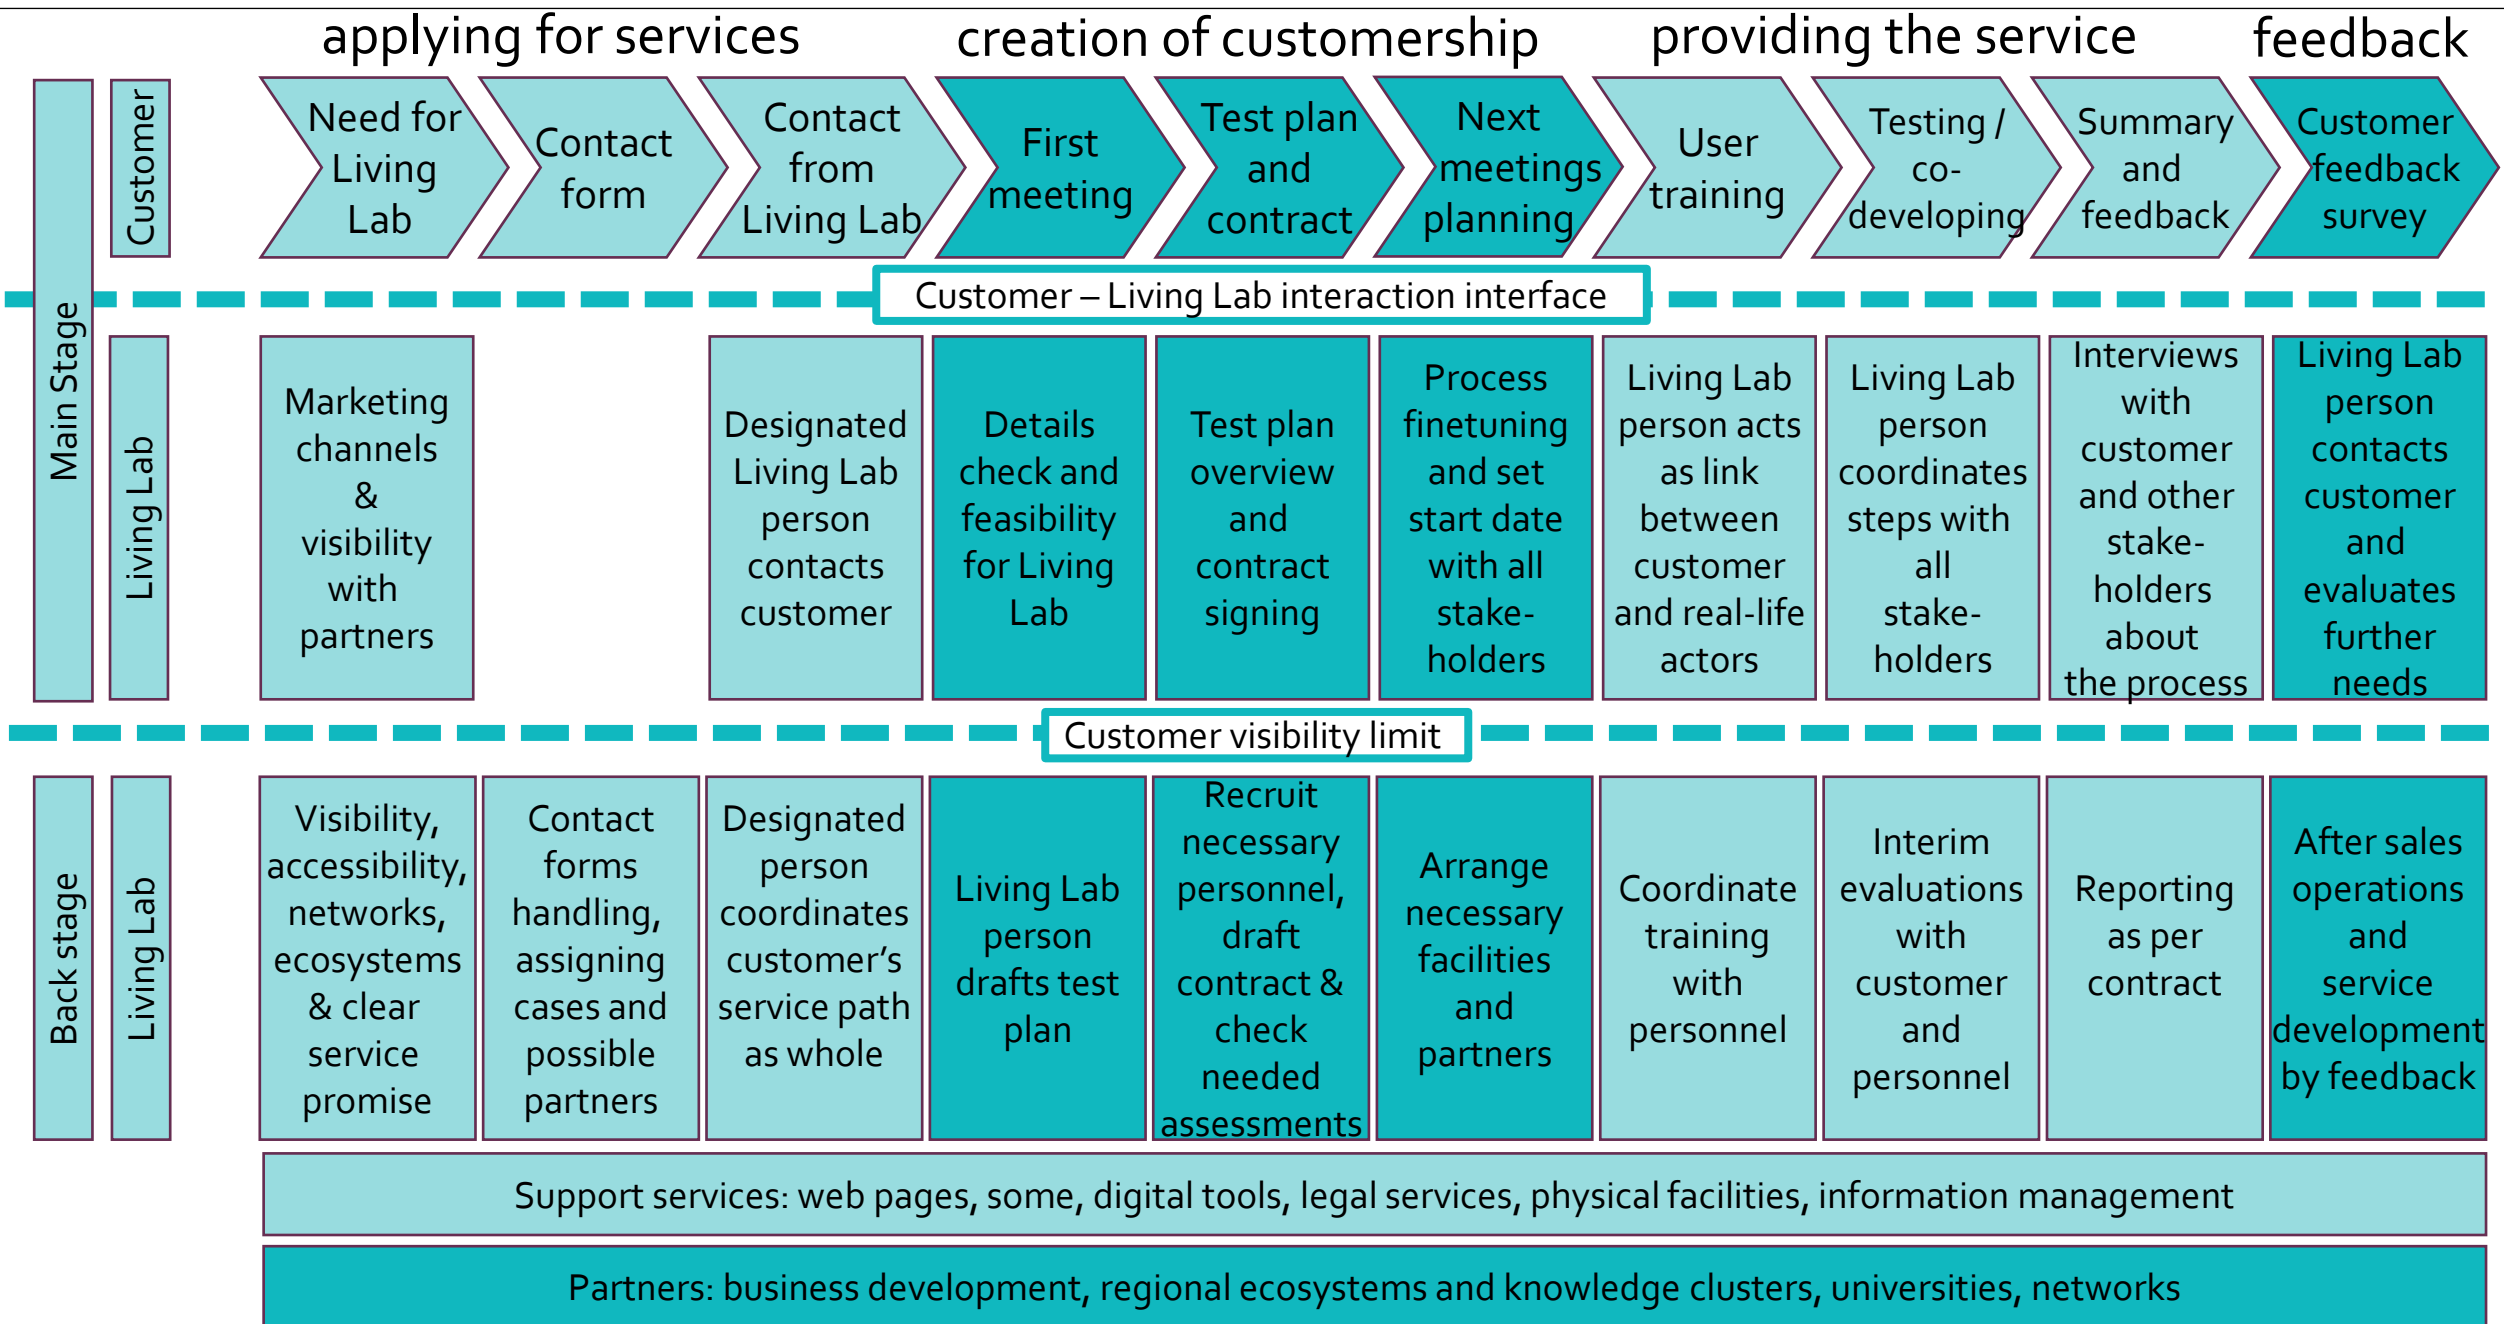 applying for services
creation of customership
providing the service
feedback
Main Stage
Customer
Need for
Living
Lab
Contact
form
Contact
from
Living Lab
First
meeting
Test plan
and
contract
Next
meetings
planning
User
training
Testing /
co-
developing
Summary
and
feedback
Customer
feedback
survey
Customer – Living Lab interaction interface
Living Lab
Marketing
channels
&
visibility
with
partners
Designated
Living Lab
person
contacts
customer
Details
check and
feasibility
for Living
Lab
Test plan
overview
and
contract
signing
Process
finetuning
and set
start date
with all
stake-
holders
Living Lab
person acts
as link
between
customer
and real-life
actors
Living Lab
person
coordinates
steps with
all
stake-
holders
Interviews
with
customer
and other
stake-
holders
about
the process
Living Lab
person
contacts
customer
and
evaluates
further
needs
Customer visibility limit
Back stage
Living Lab
Visibility,
accessibility,
networks,
ecosystems
& clear
service
promise
Contact
forms
handling,
assigning
cases and
possible
partners
Designated
person
coordinates
customer’s
service path
as whole
Living Lab
person
drafts test
plan
Recruit
necessary
personnel,
draft
contract &
check
needed
assessments
Arrange
necessary
facilities
and
partners
Coordinate
training
with
personnel
Interim
evaluations
with
customer
and
personnel
Reporting
as per
contract
After sales
operations
and
service
development
by feedback
Support services: web pages, some, digital tools, legal services, physical facilities, information management
Partners: business development, regional ecosystems and knowledge clusters, universities, networks